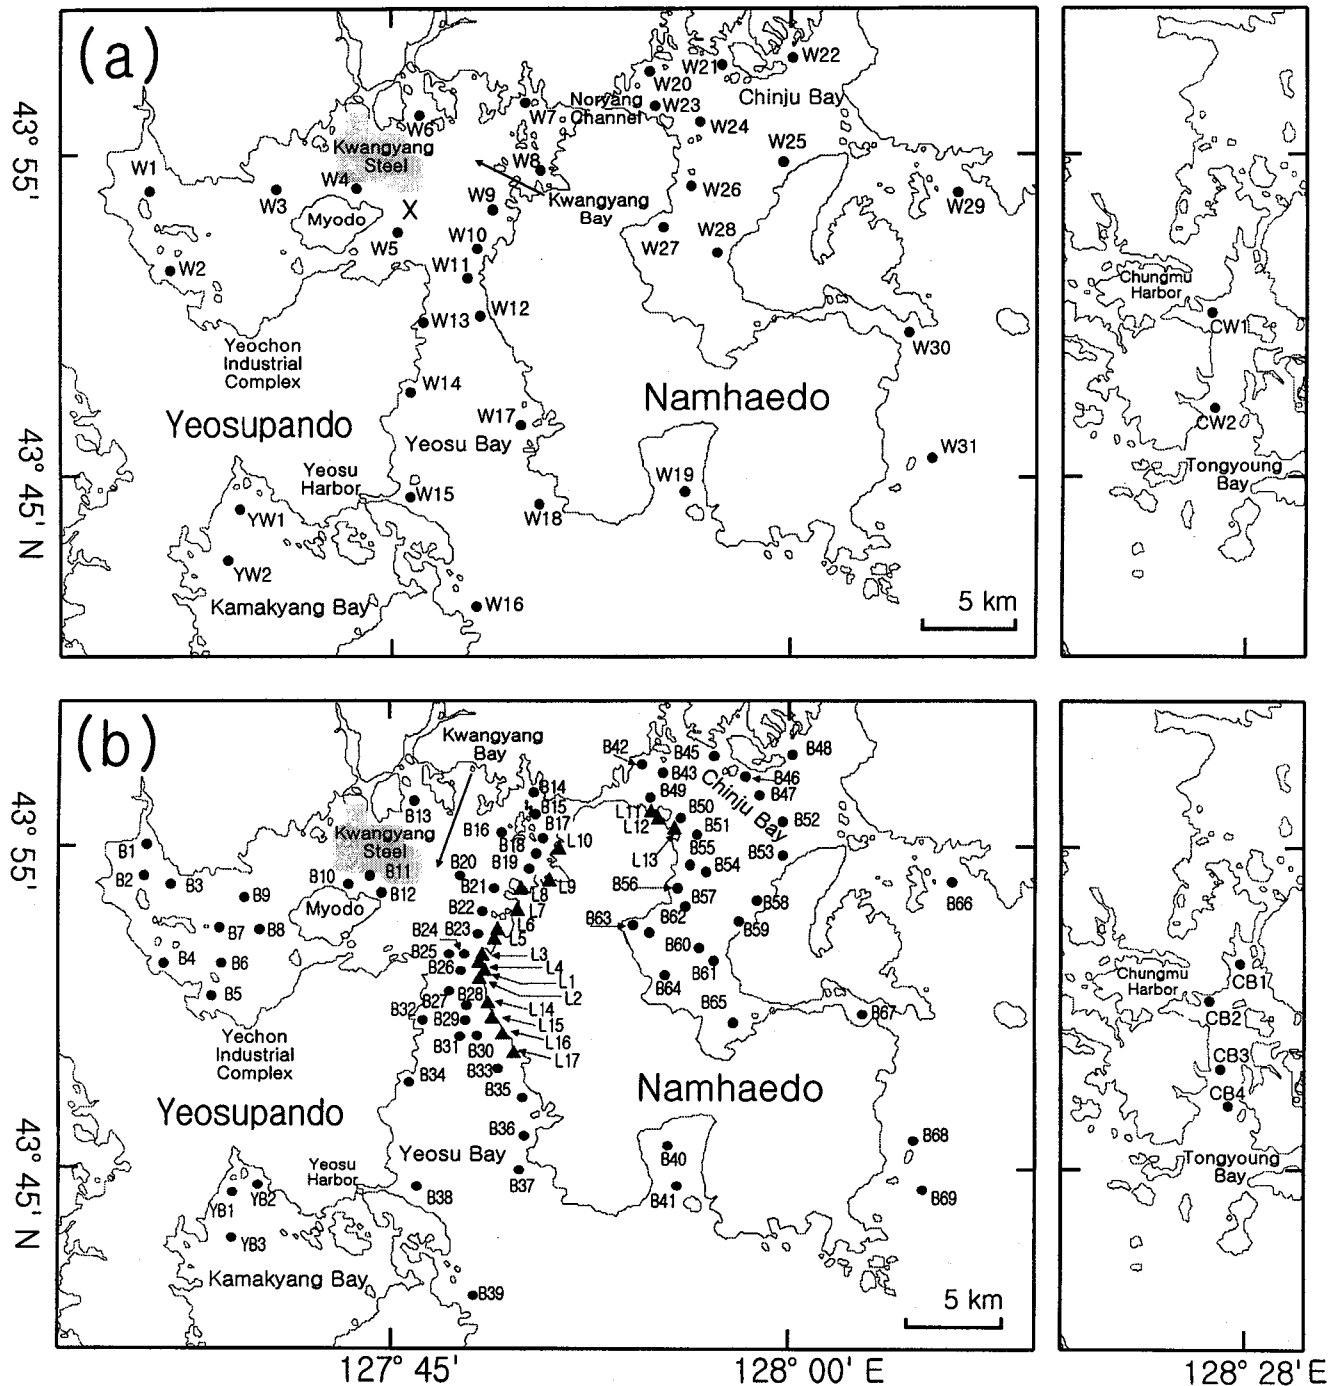 (a)
W22
W21
W20
Chinju Bay
Noryang
Channel
W23
W7
W24
W6
43° 55'
Kwangyang
Steel
W25
W8
W1
W4
W3
W26
Kwangyang
Bay
W29
Myodo
X
W9
W5
W10
W27
W28
W2
W11
Chungmu
Harbor
W13
W12
CW1
W30
Yeochon
Industrial
Complex
W14
Namhaedo
Yeosupando
W17
CW2
Yeosu Bay
W31
43° 45' N
Yeosu
Harbor
W19
Tongyoung
Bay
W15
W18
YW1
YW2
Kamakyang Bay
W16
5 km
(b)
Kwangyang
Bay
B42
B45
B48
B43
B46
B14
Chinju Bay
B49
B47
B13
B15
L11
B50
B52
43° 55'
Kwangyang
Steel
B16
B17
L12
B51
B18
L10
B1
B11
B19
L13
B55
B53
B2
B3
B10
B20
B54
B12
B21
L9
B56
B9
L8
B57
B66
Myodo
B22
L7
B62
B58
B7
B8
B24
B23
L6
B63
B59
L5
B4
B6
B25
L3
B60
B26
L4
B61
Chungmu
Harbor
CB1
B5
L1
B64
B27
B28
L2
B32
L14
B65
B67
CB2
B29
L15
Yechon
Industrial
Complex
B31
B30
L16
B33
L17
CB3
B34
B35
Namhaedo
CB4
Yeosupando
B36
Yeosu Bay
B40
B68
43° 45' N
Yeosu
Harbor
B37
Tongyoung
Bay
B38
B41
B69
YB1
YB2
YB3
Kamakyang Bay
B39
5 km
127° 45'
128° 00' E
128° 28'E